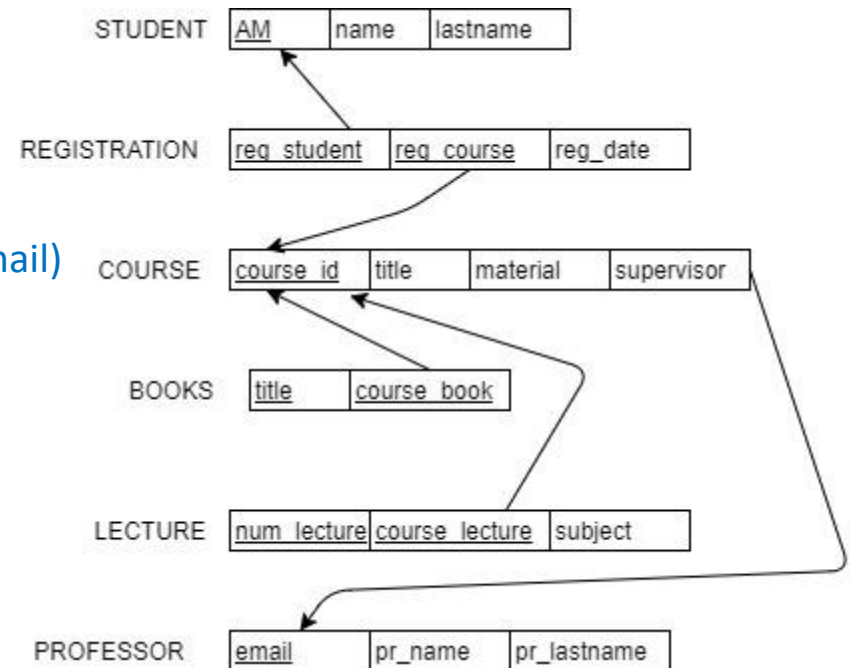 STUDENT AM name lastname
REGISTRATION reg_student reg_course reg_date
nail)
COURSE course_id title material supervisor
BOOKS title course_book
LECTURE num_lecture course_lecture subject
PROFESSOR email pr_name pr_lastname